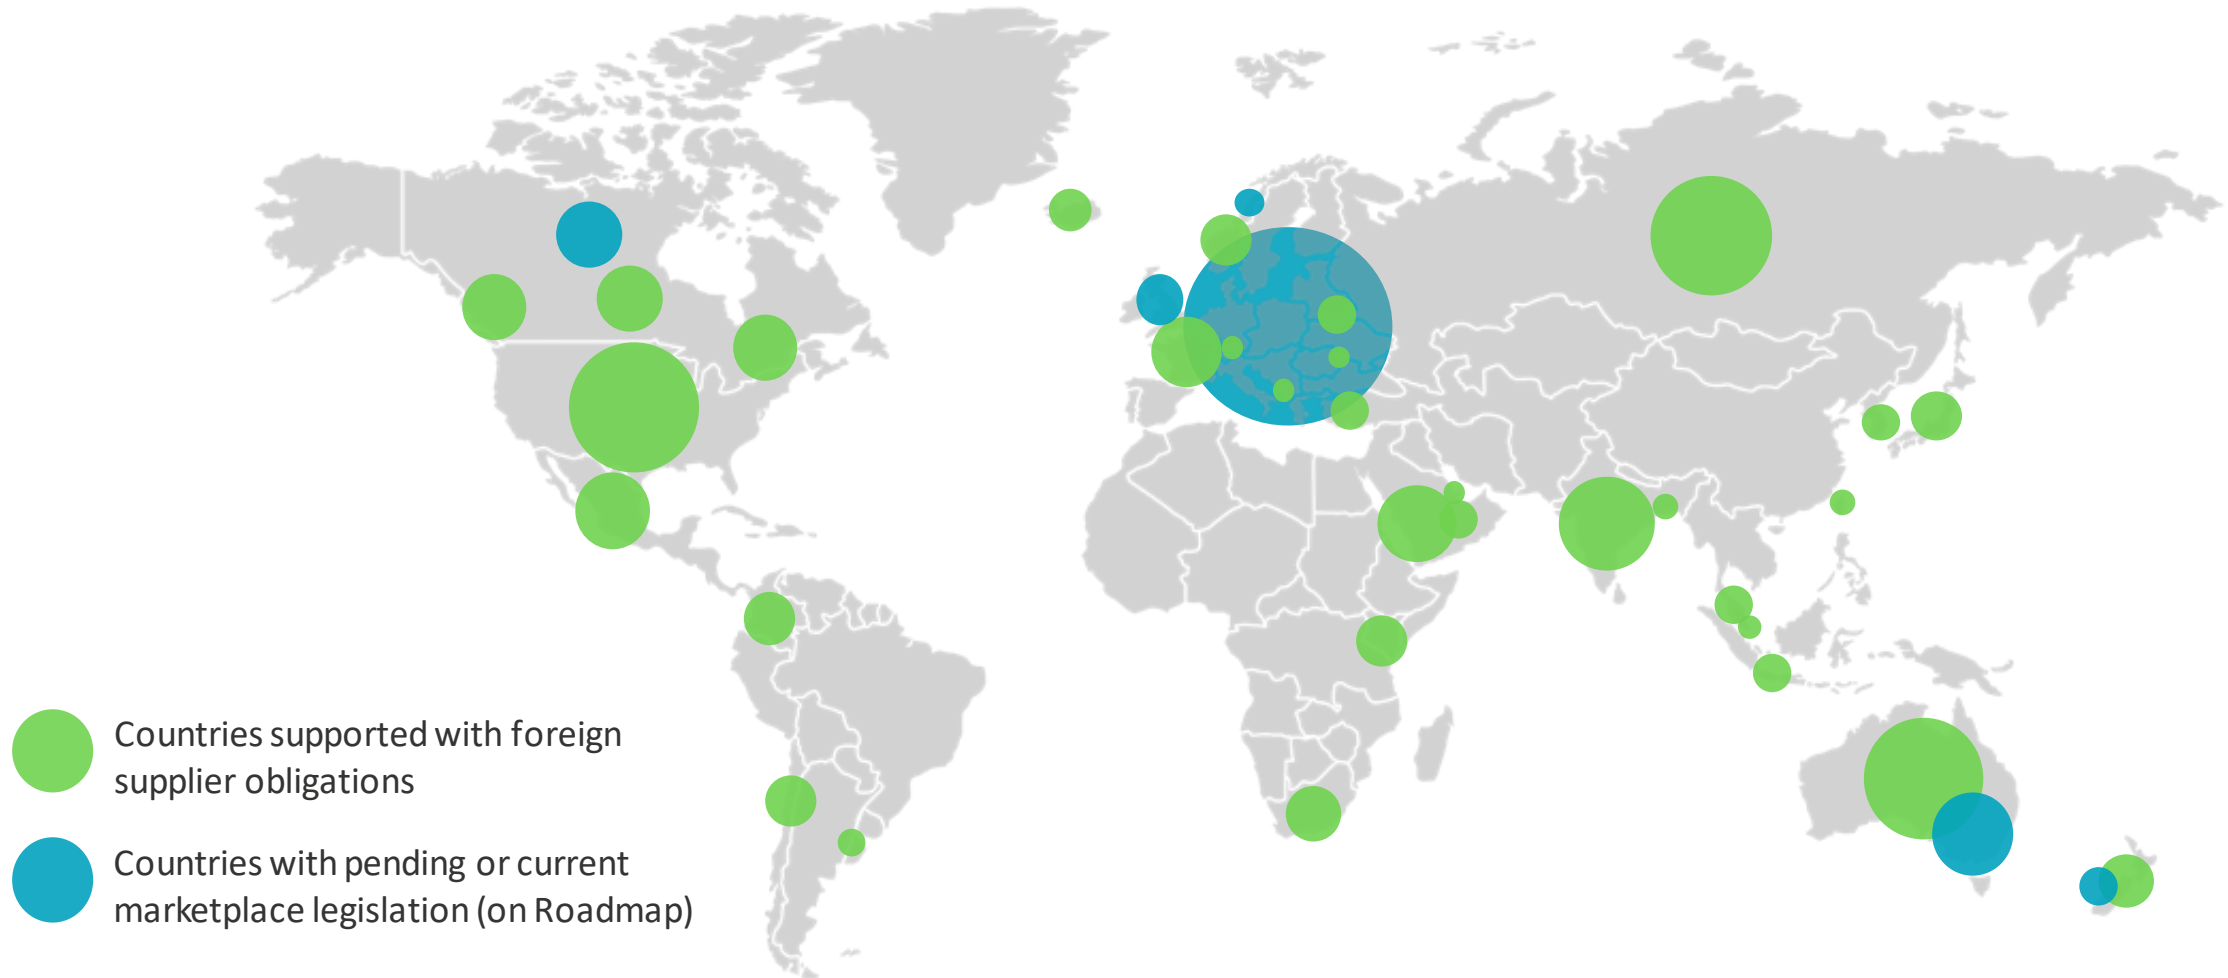 Countries supported with foreign
supplier obligations
Countries with pending or current
marketplace legislation (on Roadmap)